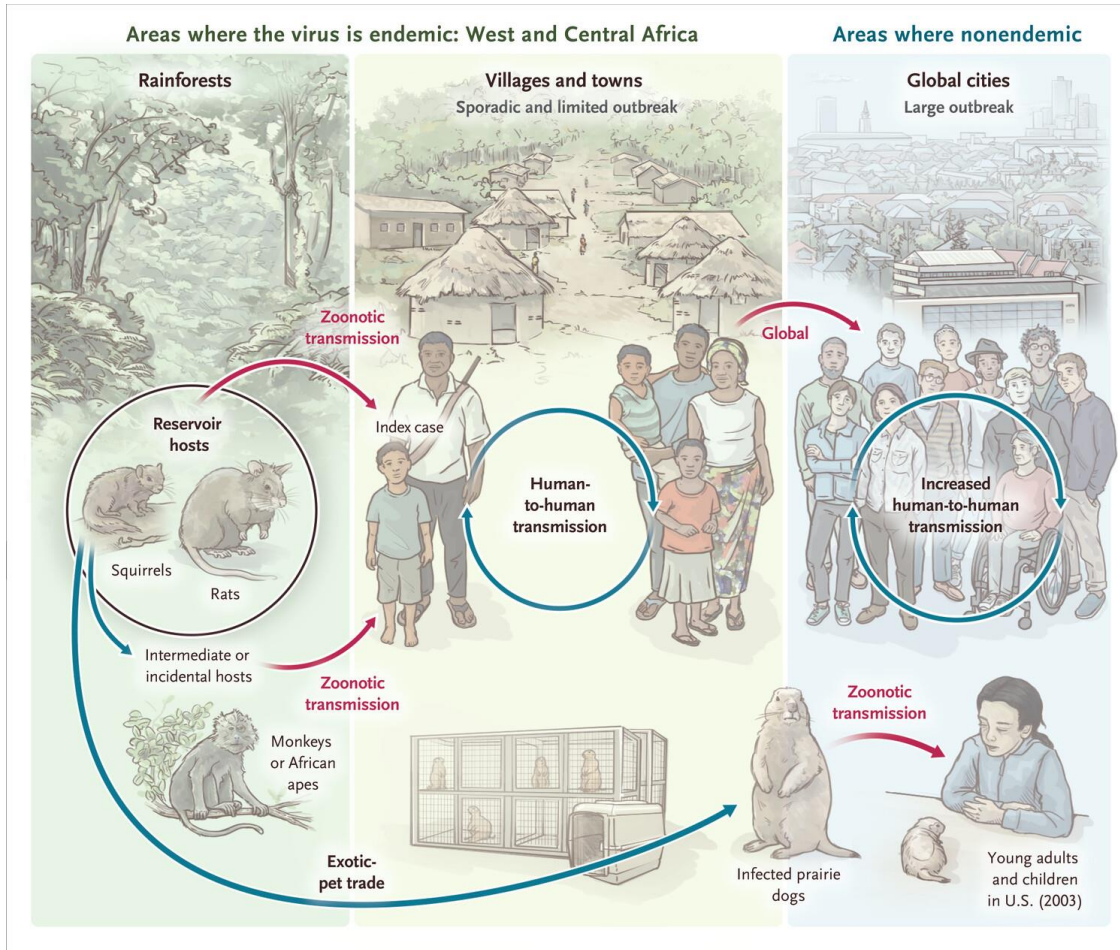 Areas where the virus is endemic: West and Central Africa
Areas where nonendemic
Rainforests
Villages and towns
Sporadic and limited outbreak
Global cities
Large outbreak
Zoonotic
transmission
Global
Reservoir
hosts
Index case
Squirrels
Rats
Human-
to-human
transmission
Increased
human-to-human
transmission
Intermediate or
incidental hosts
Zoonotic
transmission
Monkeys
or African
apes
Exotic-
pet trade
Zoonotic
transmission
Infected prairie
dogs
Young adults
and children
in U.S. (2003)